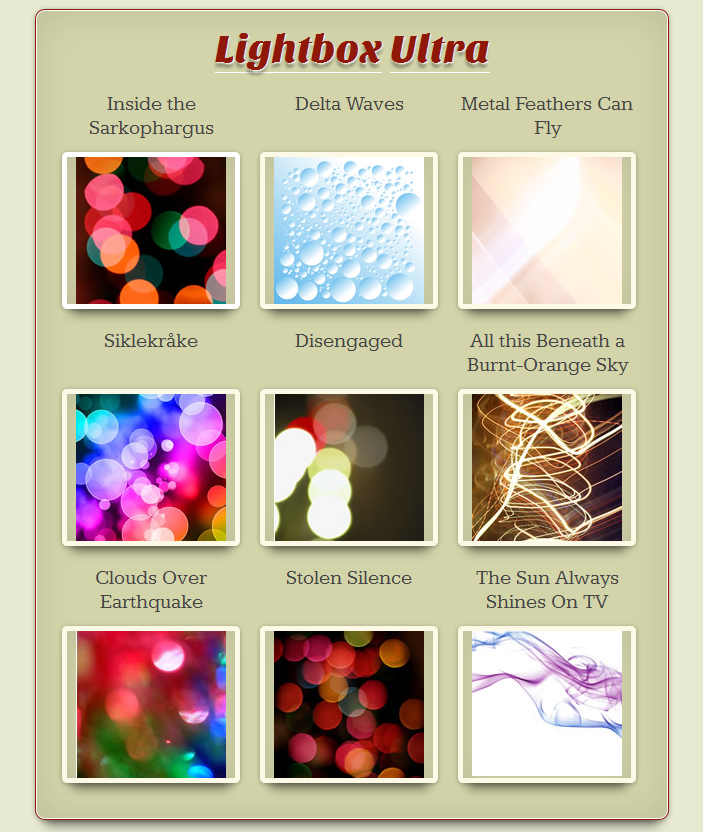 Lightbox Ultra
Inside the
Sarkophargus
Delta Waves
Metal Feathers Can
Fly
Siklekråke
Disengaged
All this Beneath a
Burnt-Orange Sky
Clouds Over
Earthquake
Stolen Silence
The Sun Always
Shines On TV